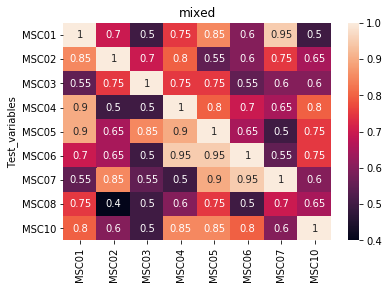 mixed
Test_variables
MSC01 1 0.7 0.5 0.75 0.85 0.6 0.95 0.5
MSC02 0.85 1 0.7 0.8 0.55 0.6 0.75 0.65
MSC03 0.55 0.75 1 0.75 0.75 0.55 0.6 0.6
MSC04 0.9 0.5 0.5 1 0.8 0.7 0.65 0.8
MSC05 0.9 0.65 0.85 0.9 1 0.65 0.5 0.75
MSC06 0.7 0.65 0.5 0.95 0.95 1 0.55 0.75
MSC07 0.55 0.85 0.55 0.5 0.9 0.95 1 0.6
MSC08 0.75 0.4 0.5 0.6 0.75 0.5 0.7 0.65
MSC10 0.8 0.6 0.5 0.85 0.85 0.8 0.6 1
MSC01 MSC02 MSC03 MSC04 MSC05 MSC06 MSC07 MSC10
1.0
0.9
0.8
0.7
0.6
0.5
0.4